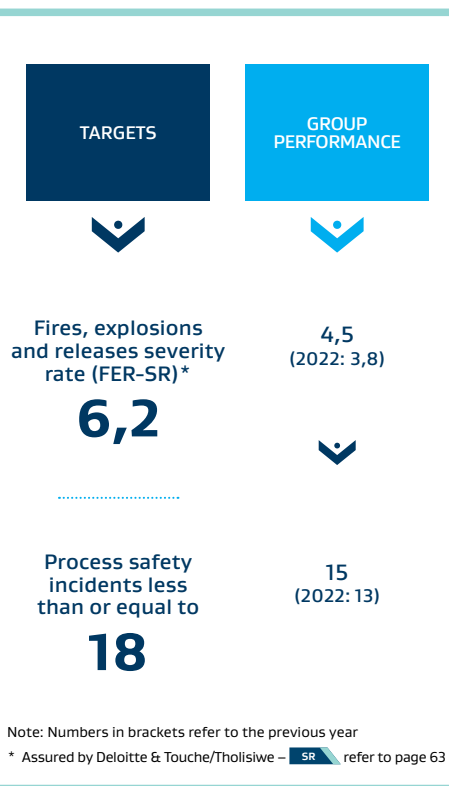 TARGETS
GROUP
PERFORMANCE
Fires, explosions
and releases severity
rate (FER-SR)*
6,2
4,5
(2022: 3,8)
Process safety
incidents less
than or equal to
18
15
(2022: 13)
Note: Numbers in brackets refer to the previous year
* Assured by Deloitte & Touche/Tholisiwe – SR refer to page 63